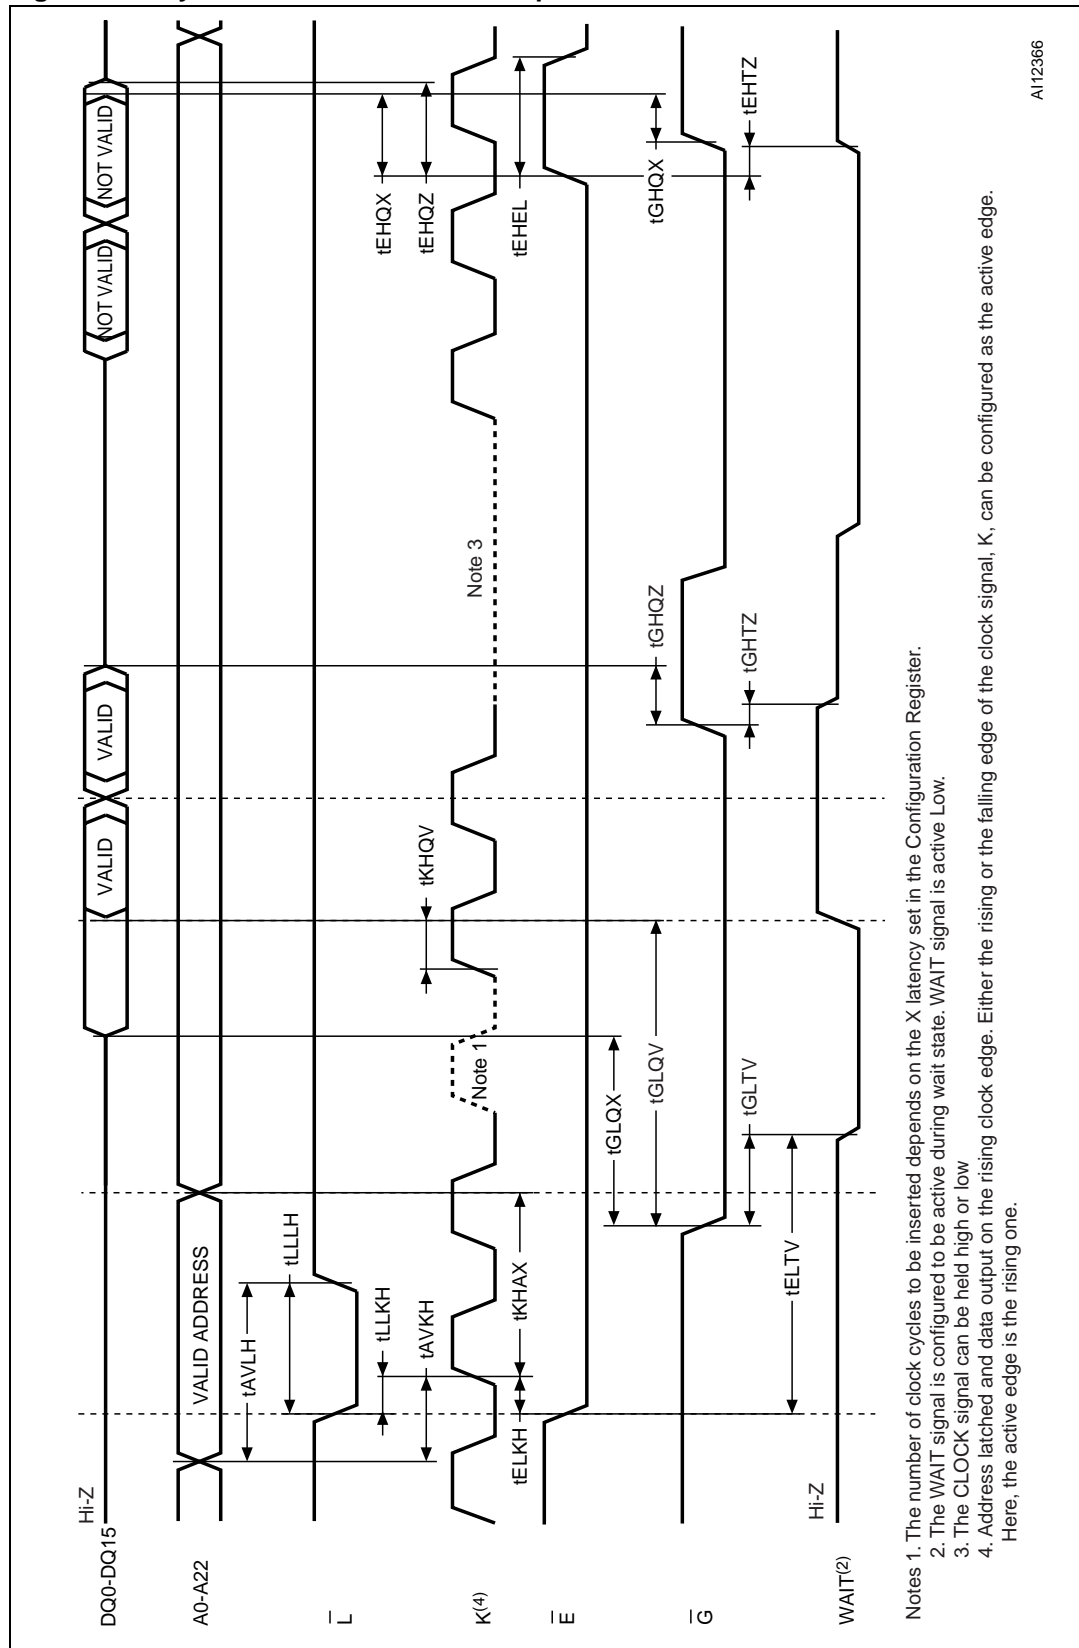 Hi-Z
DQ0-DQ15
VALID
VALID
NOT VALID
NOT VALID
A0-A22
VALID ADDRESS
tAVLH
tLLLH
L
tLLKH
tEHQX
tAVKH
tKHQV
tEHQZ
K(4)
Note 1
Note 3
tELKH
tKHAX
tEHEL
E
tGLQX
tGLQV
tGHQZ
tGHQX
G
tGLTV
tGHTZ
tEHTZ
tELTV
Hi-Z
WAIT(2)
Notes 1. The number of clock cycles to be inserted depends on the X latency set in the Configuration Register.
2. The WAIT signal is configured to be active during wait state. WAIT signal is active Low.
3. The CLOCK signal can be held high or low
4. Address latched and data output on the rising clock edge. Either the rising or the falling edge of the clock signal, K, can be configured as the active edge.
Here, the active edge is the rising one.
AI12366